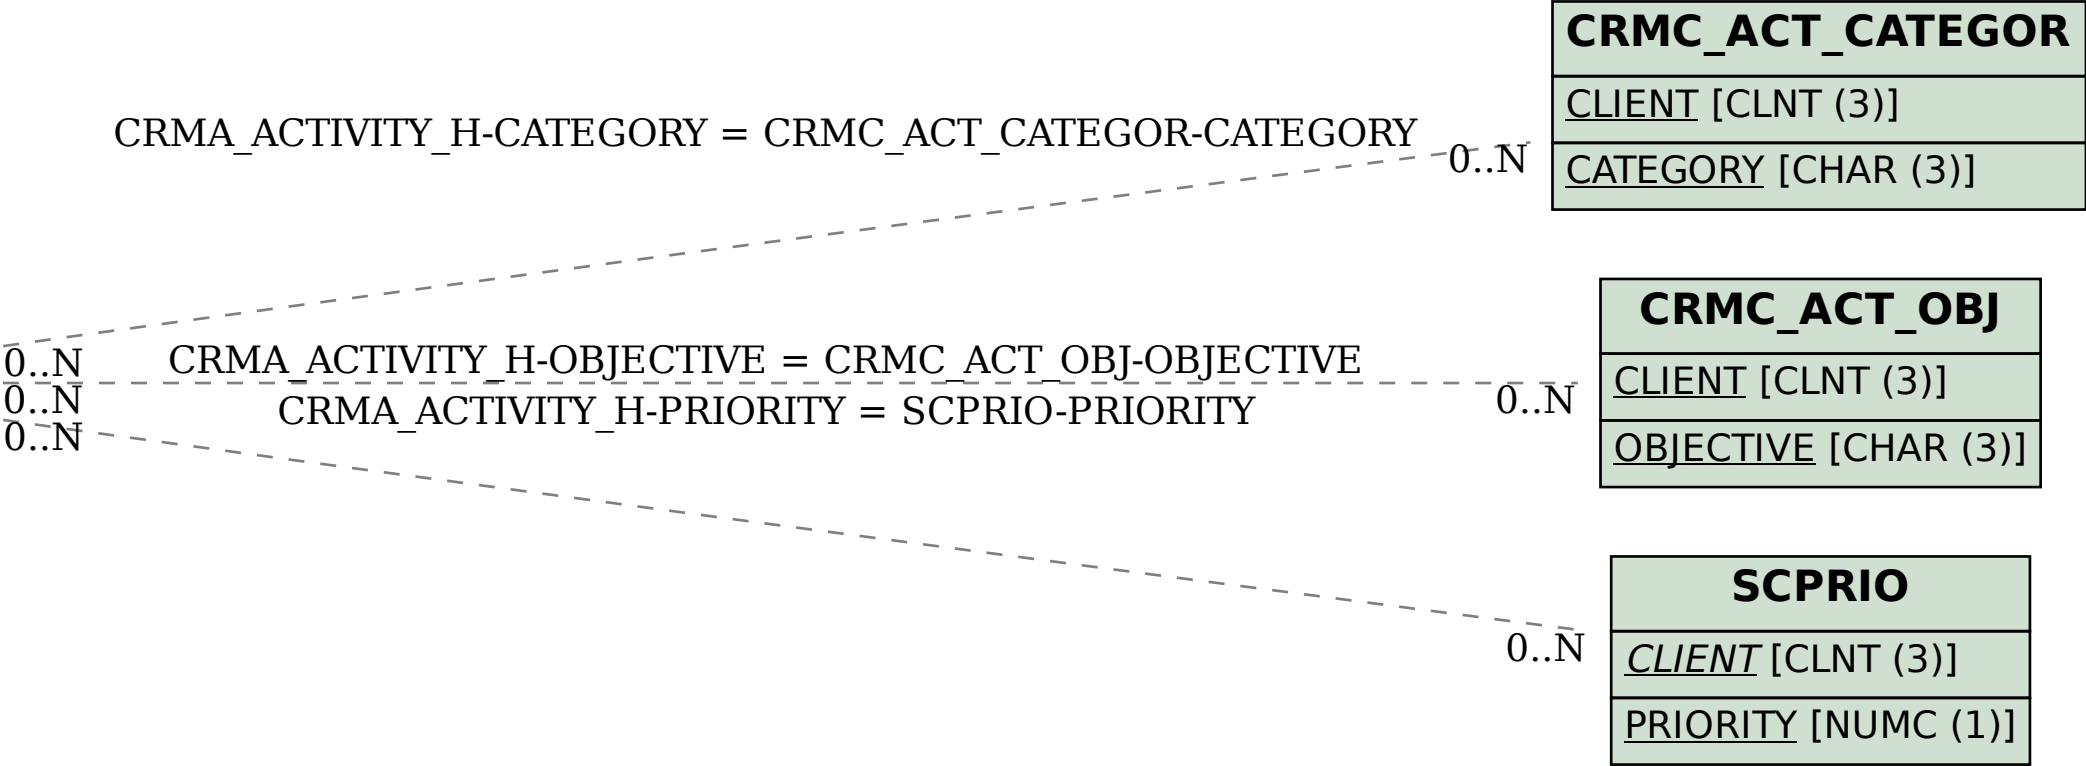 CRMC_ACT_CATEGOR
CLIENT [CLNT (3)]
CRMA_ACTIVITY_H-CATEGORY = CRMC_ACT_CATEGOR-CATEGORY
0..N
CATEGORY [CHAR (3)]
CRMC_ACT_OBJ
0..N
CRMA_ACTIVITY_H-OBJECTIVE = CRMC_ACT_OBJ-OBJECTIVE
CLIENT [CLNT (3)]
0..N
CRMA_ACTIVITY_H-PRIORITY = SCPRIO-PRIORITY
0..N
0..N
OBJECTIVE [CHAR (3)]
SCPRIO
0..N
CLIENT [CLNT (3)]
PRIORITY [NUMC (1)]